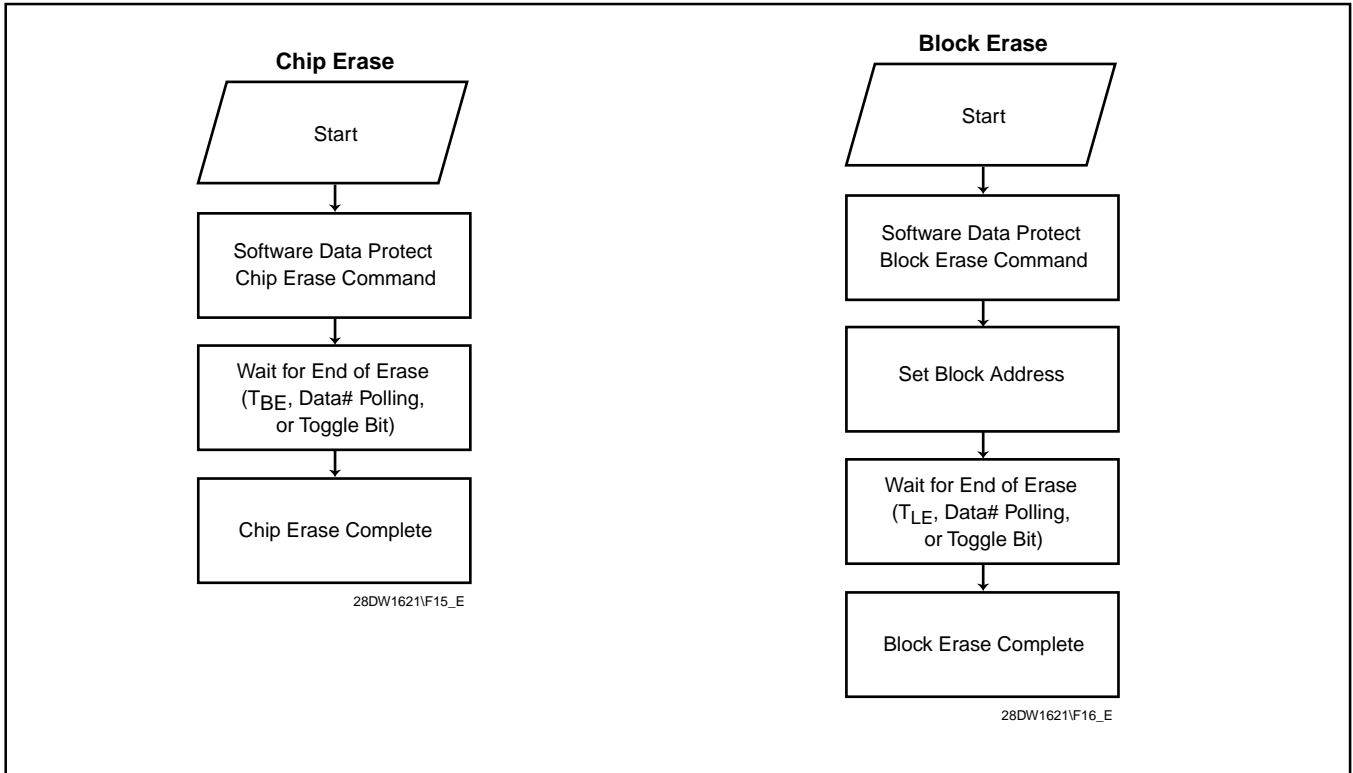 Chip Erase
Start
Software Data Protect
Chip Erase Command
Wait for End of Erase
(TBE, Data# Polling,
or Toggle Bit)
Chip Erase Complete
28DW1621\F15_E
Block Erase
Start
Software Data Protect
Block Erase Command
Set Block Address
Wait for End of Erase
(TLE, Data# Polling,
or Toggle Bit)
Block Erase Complete
28DW1621\F16_E